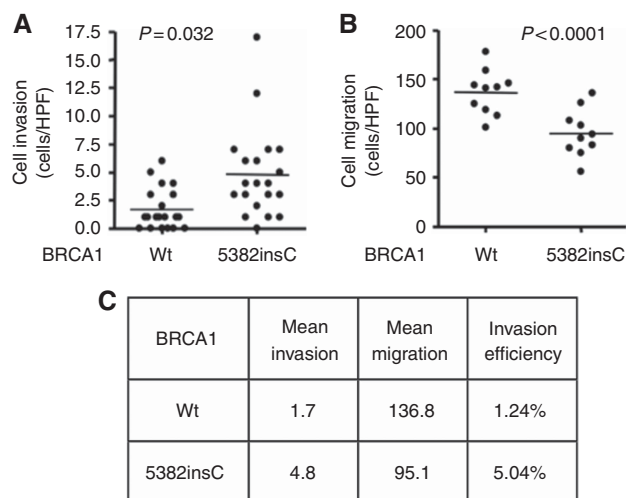 A
P=0.032
Cell invasion
(cells/HPF)
17.5
15.0
12.5
10.0
7.5
5.0
2.5
0.0
BRCA1 Wt 5382insC
B
P<0.0001
Cell migration
(cells/HPF)
200
150
100
50
0
BRCA1 Wt 5382insC
C
BRCA1 Mean invasion Mean migration Invasion efficiency
Wt 1.7 136.8 1.24%
5382insC 4.8 95.1 5.04%